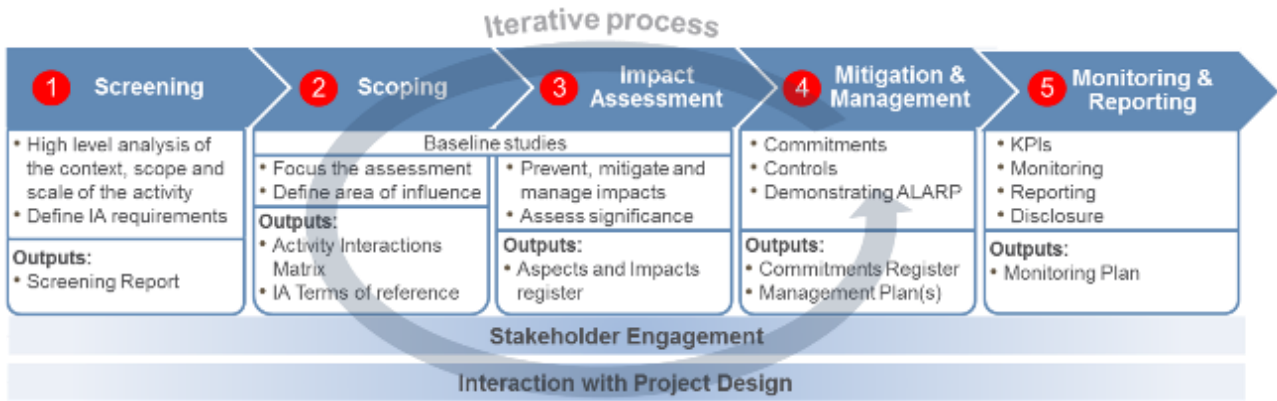 Iterative process
1 Screening
2 Scoping
3 Impact
Assessment
4 Mitigation &
Management
5 Monitoring &
Reporting
• High level analysis of
the context, scope and
scale of the activity
• Define IA requirements
Outputs:
• Screening Report
Baseline studies
• Focus the assessment
• Define area of influence
Outputs:
• Activity Interactions
Matrix
• IA Terms of reference
• Prevent, mitigate and
manage impacts
• Assess significance
Outputs:
• Aspects and Impacts
register
• Commitments
• Controls
• Demonstrating ALARP
Outputs:
• Commitments Register
• Management Plan(s)
• KPIs
• Monitoring
• Reporting
• Disclosure
Outputs:
• Monitoring Plan
Stakeholder Engagement
Interaction with Project Design